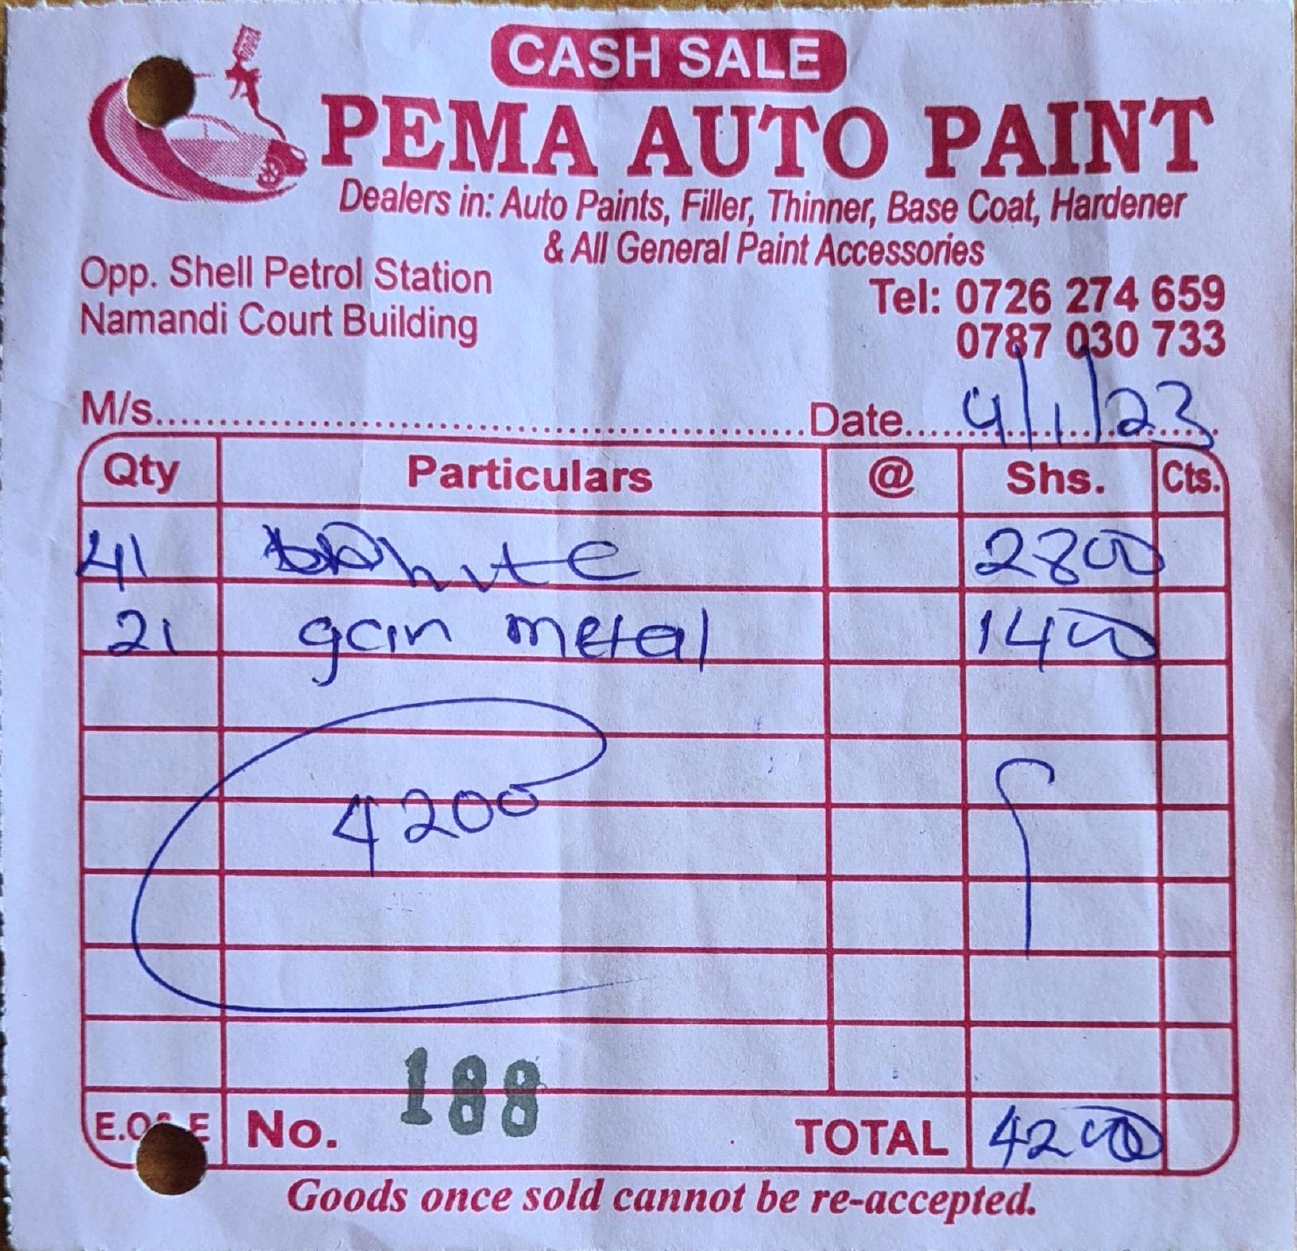 CASH SALE
PEMA AUTO PAINT
Dealers in: Auto Paints, Filler, Thinner, Base Coat, Hardener
& All General Paint Accessories
Opp. Shell Petrol Station
Namandi Court Building
Tel: 0726 274 659
0787 030 733
M/s.......... Date.......... 4/1/23
Qty Particulars @ Shs. Cts.
4l white 2800
2l gan metal 1400
4200
E.O& E No. 188 TOTAL 4200
Goods once sold cannot be re-accepted.